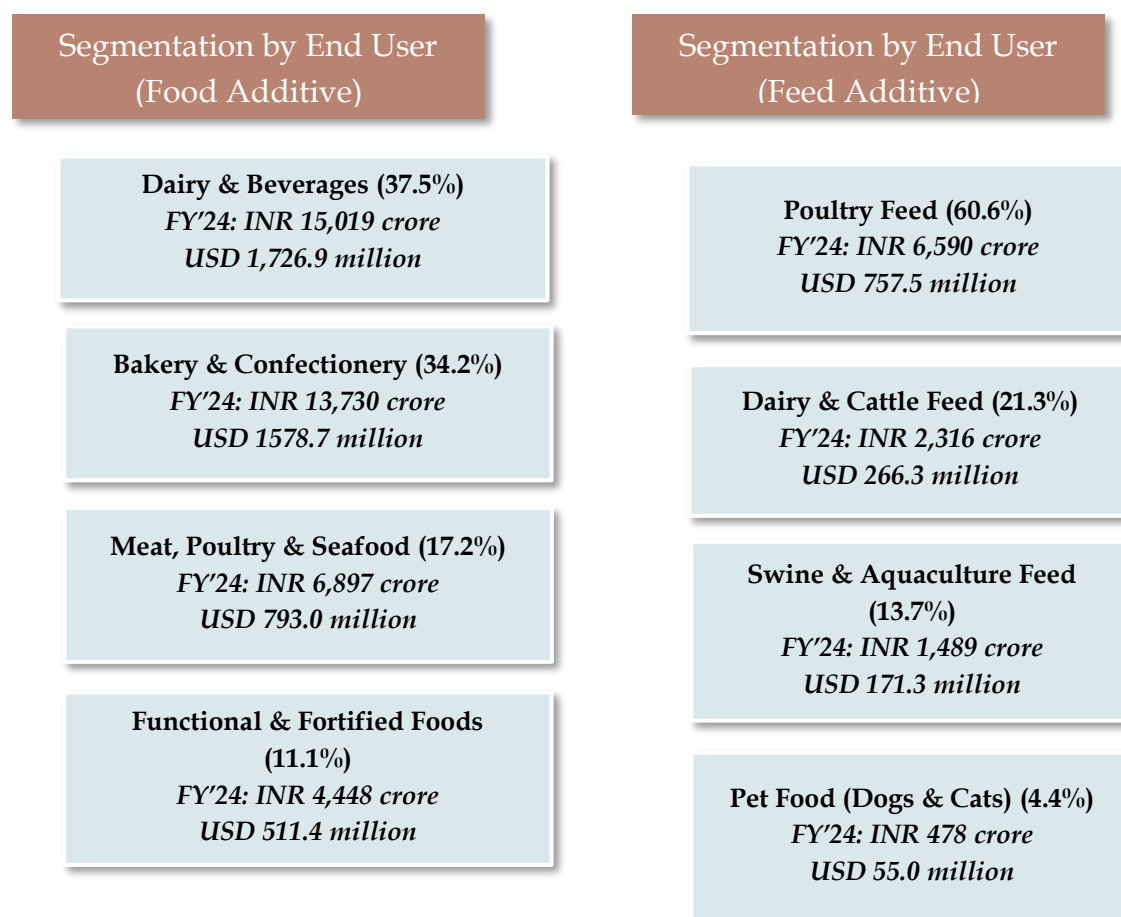 Segmentation by End User
(Food Additive)
Dairy & Beverages (37.5%)
FY'24: INR 15,019 crore
USD 1,726.9 million
Bakery & Confectionery (34.2%)
FY'24: INR 13,730 crore
USD 1578.7 million
Meat, Poultry & Seafood (17.2%)
FY'24: INR 6,897 crore
USD 793.0 million
Functional & Fortified Foods
(11.1%)
FY'24: INR 4,448 crore
USD 511.4 million
Segmentation by End User
(Feed Additive)
Poultry Feed (60.6%)
FY'24: INR 6,590 crore
USD 757.5 million
Dairy & Cattle Feed (21.3%)
FY'24: INR 2,316 crore
USD 266.3 million
Swine & Aquaculture Feed
(13.7%)
FY'24: INR 1,489 crore
USD 171.3 million
Pet Food (Dogs & Cats) (4.4%)
FY'24: INR 478 crore
USD 55.0 million